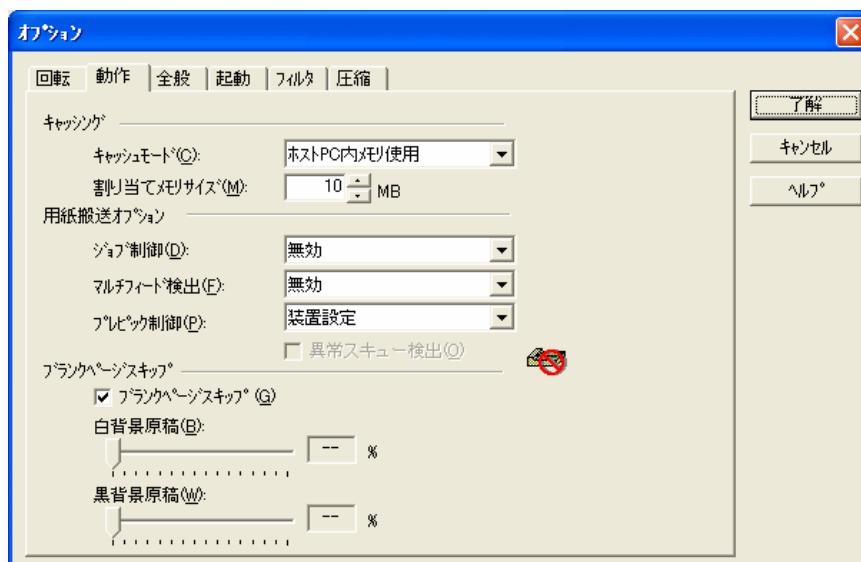 オプション
回転 動作 全般 起動 フィルタ 圧縮
了解
キャンセル
ヘルプ
キャッシング
キャッシュモード(C): ホストPC内メモリ使用
割り当てメモリサイズ(M): 10 MB
用紙搬送オプション
ジョブ制御(D): 無効
マルチフィード検出(F): 無効
プレピック制御(P): 装置設定
異常スキュー検出(O)
ブランクページスキップ
ブランクページスキップ(G)
白背景原稿(B):
-- %
黒背景原稿(W):
-- %